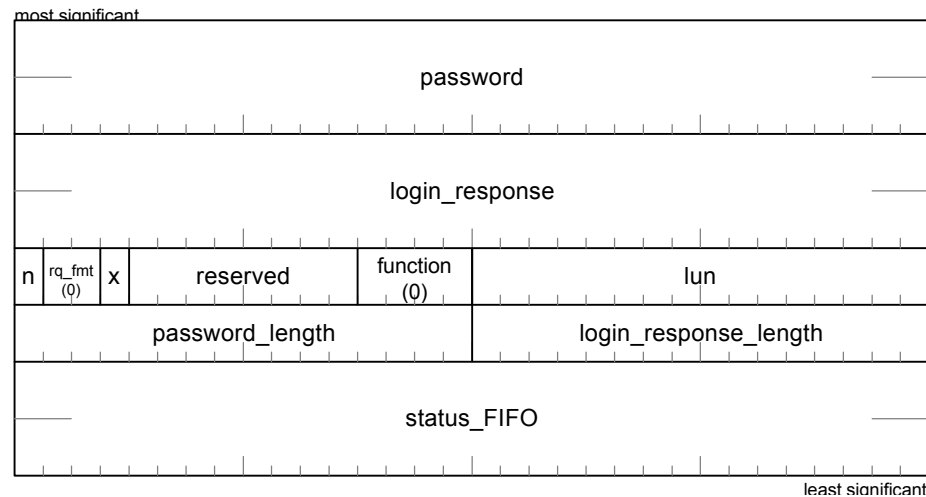 most significant
password
login_response
n rq_fmt (0) x reserved function (0) lun
password_length login_response_length
status_FIFO
least significant